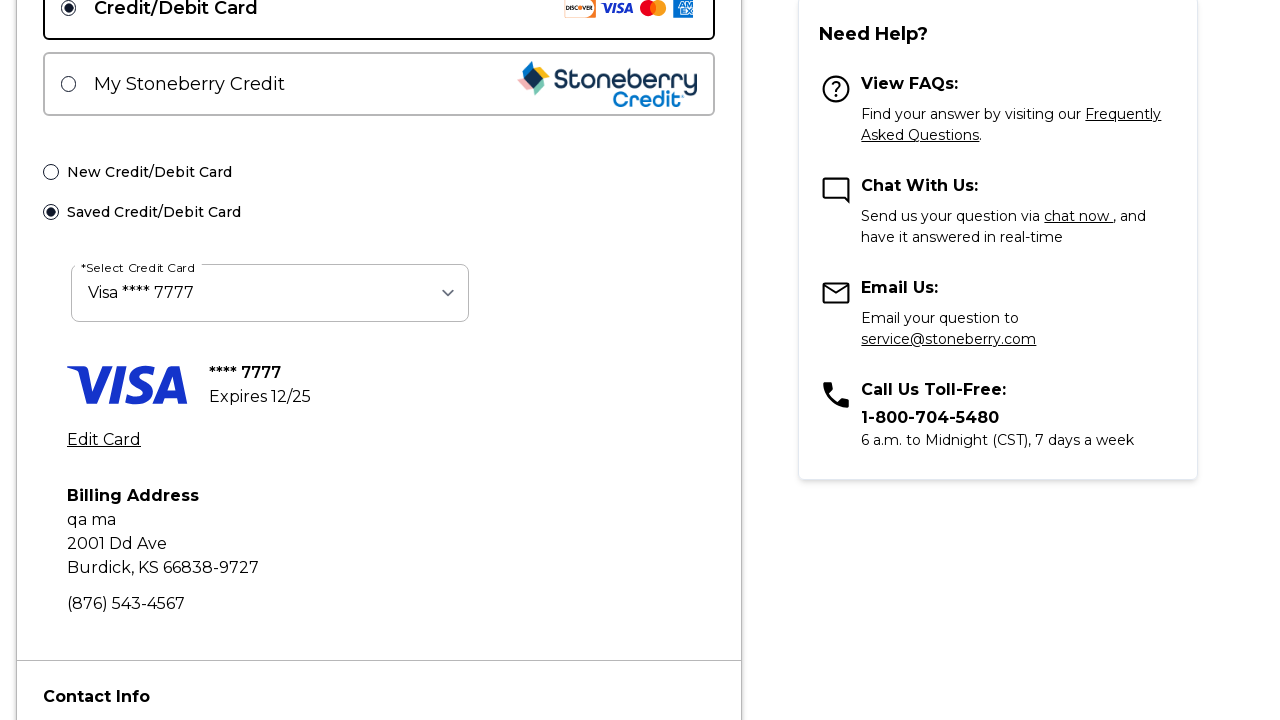 Credit/Debit Card
DISCOVER VISA AM EX
My Stoneberry Credit
Stoneberry
Credit
New Credit/Debit Card
Saved Credit/Debit Card
*Select Credit Card
Visa **** 7777
VISA
**** 7777
Expires 12/25
Edit Card
Billing Address
qa ma
2001 Dd Ave
Burdick, KS 66838-9727
(876) 543-4567
Contact Info
Need Help?
View FAQs:
Find your answer by visiting our Frequently
Asked Questions.
Chat With Us:
Send us your question via chat now , and
have it answered in real-time
Email Us:
Email your question to
service@stoneberry.com
Call Us Toll-Free:
1-800-704-5480
6 a.m. to Midnight (CST), 7 days a week